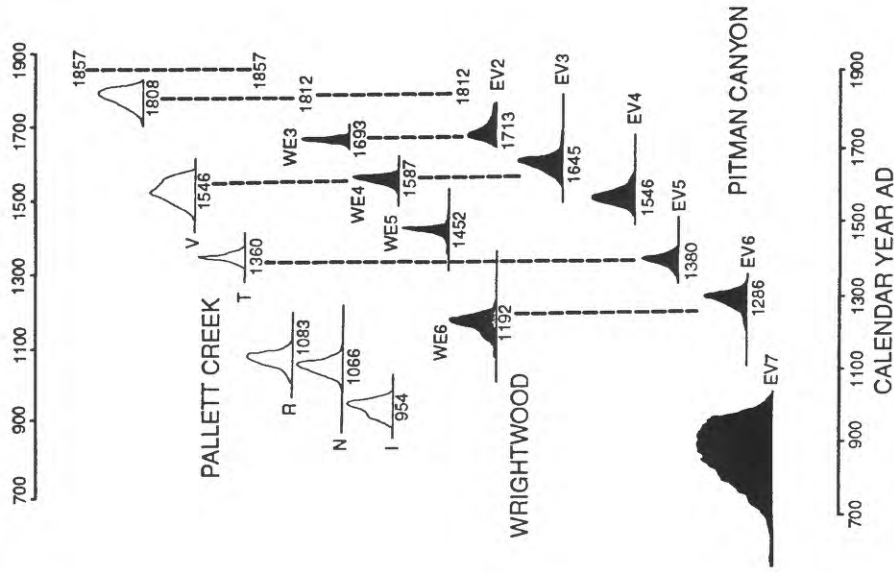 700 900 1100 1300 1500 1700 1900
1857
1808
1857
PALLETT CREEK
V
1546
T
1360
R
1083
N
1066
I
954
1812
1812
WE3
1693
WE4
1587
WE5
1452
WE6
1192
WRIGHTWOOD
EV2
1713
EV3
1645
EV4
1546
EV5
1380
EV6
1286
EV7
PITMAN CANYON
700 900 1100 1300 1500 1700 1900
CALENDAR YEAR AD